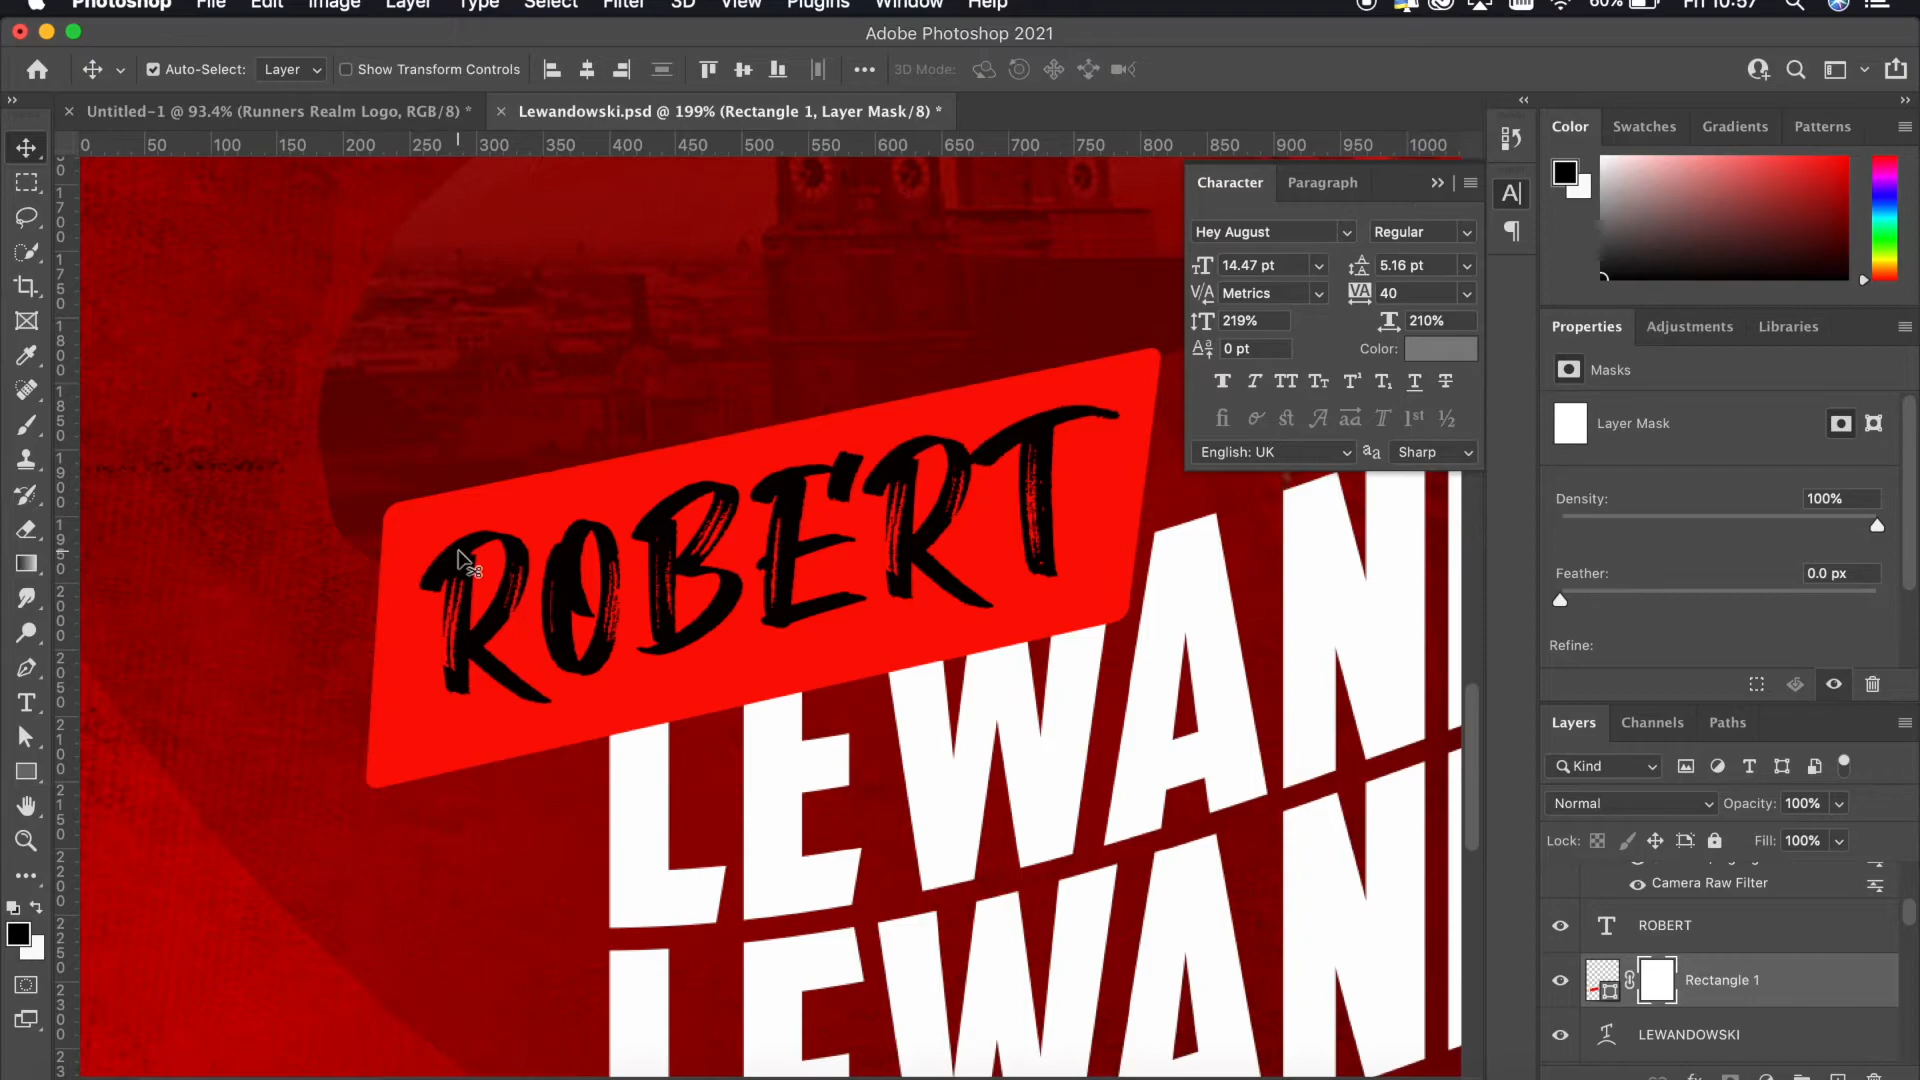 Photoshop File Edit Image Layer Type Select Filter 3D View Plugins Window Help 60% Fri 10:57
Adobe Photoshop 2021
Auto-Select: Layer Show Transform Controls ••• 3D Mode:
Untitled-1 @ 93.4% (Runners Realm Logo, RGB/8) *
Lewandowski.psd @ 199% (Rectangle 1, Layer Mask/8) *
0 50 100 150 200 250 300 350 400 450 500 550 600 650 700 750 800 850 900 950 1000
Color Swatches Gradients Patterns
Character Paragraph
Hey August Regular
14.47 pt 5.16 pt
Metrics 40
219% 210%
0 pt Color:
English: UK Sharp
ROBERT
LEWAN
LEWAN
Properties Adjustments Libraries
Masks
Layer Mask
Density: 100%
Feather: 0.0 px
Refine:
Layers Channels Paths
Kind
Normal Opacity: 100%
Lock: Fill: 100%
Camera Raw Filter
ROBERT
Rectangle 1
LEWANDOWSKI